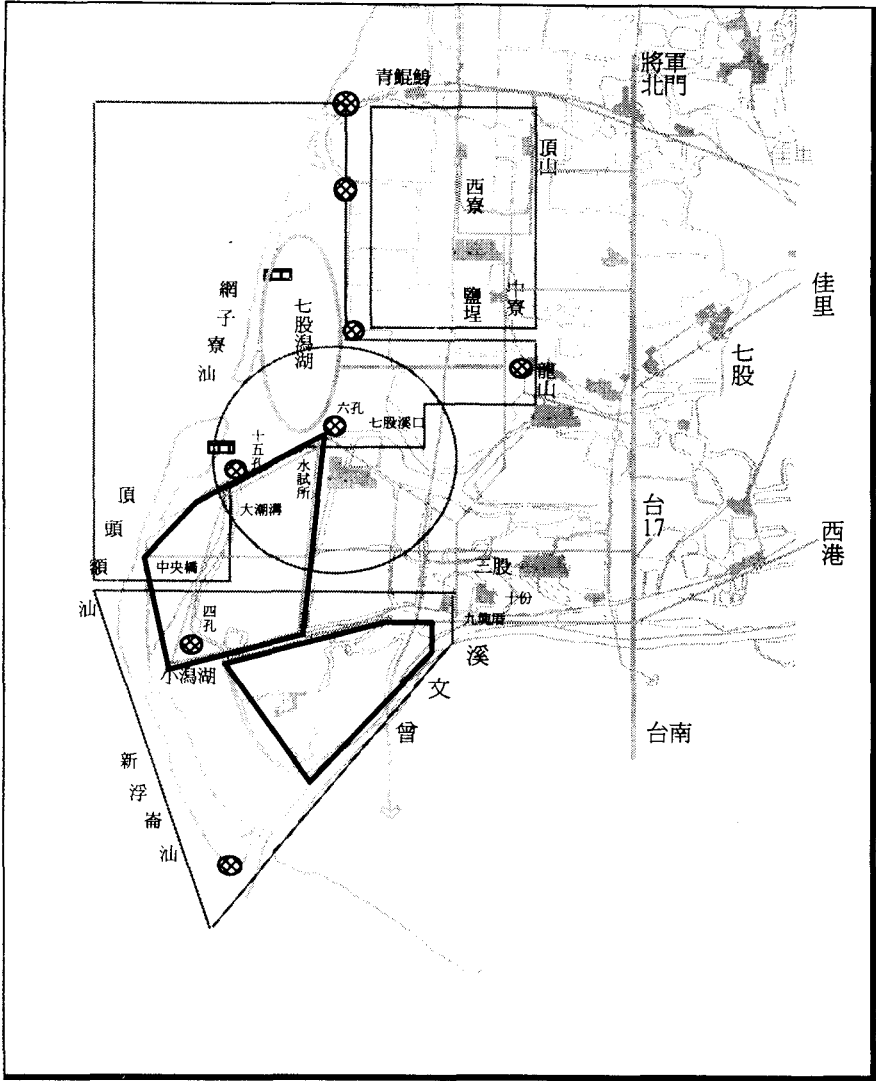 青鯤鯓
將軍
北門
頂山
西寮
佳里
網子寮汕
七股潟湖
鹽埕
中寮
七股
龍山
六孔
七股溪口
十五孔
水試所
大潮溝
頂頭額汕
台17
西港
中央橋
三股
十份
四孔
九塊厝
小潟湖
曾文溪
台南
新浮崙汕